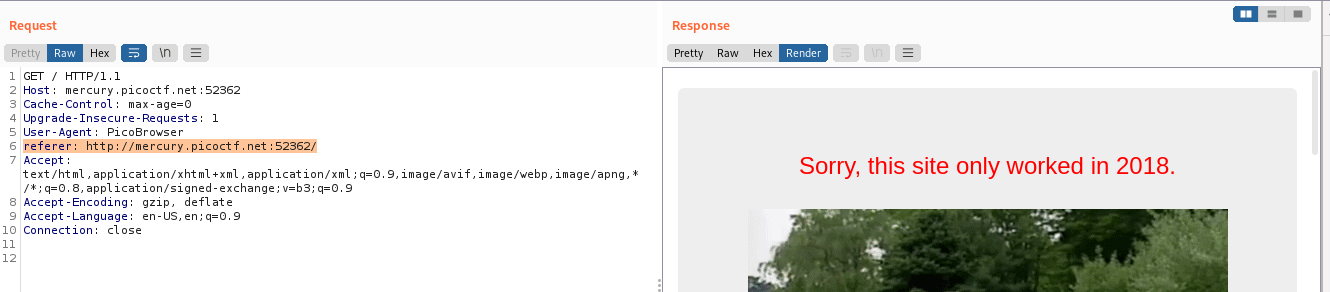 Request
Response
Pretty Raw Hex \n
Pretty Raw Hex Render \n
1 GET / HTTP/1.1
2 Host: mercury.picoctf.net:52362
3 Cache-Control: max-age=0
4 Upgrade-Insecure-Requests: 1
5 User-Agent: PicoBrowser
6 referer: http://mercury.picoctf.net:52362/
7 Accept:
text/html,application/xhtml+xml,application/xml;q=0.9,image/avif,image/webp,image/apng,*
/*;q=0.8,application/signed-exchange;v=b3;q=0.9
8 Accept-Encoding: gzip, deflate
9 Accept-Language: en-US,en;q=0.9
10 Connection: close
11
12
Sorry, this site only worked in 2018.